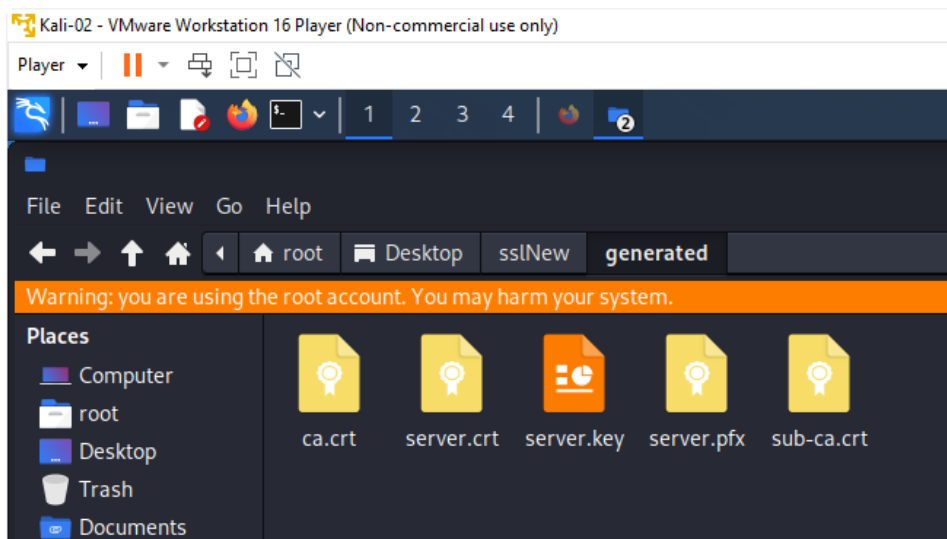 Kali-02 - VMware Workstation 16 Player (Non-commercial use only)
Player
1 2 3 4 2
File Edit View Go Help
root Desktop sslNew generated
Warning: you are using the root account. You may harm your system.
Places
Computer
root
Desktop
Trash
Documents
ca.crt server.crt server.key server.pfx sub-ca.crt